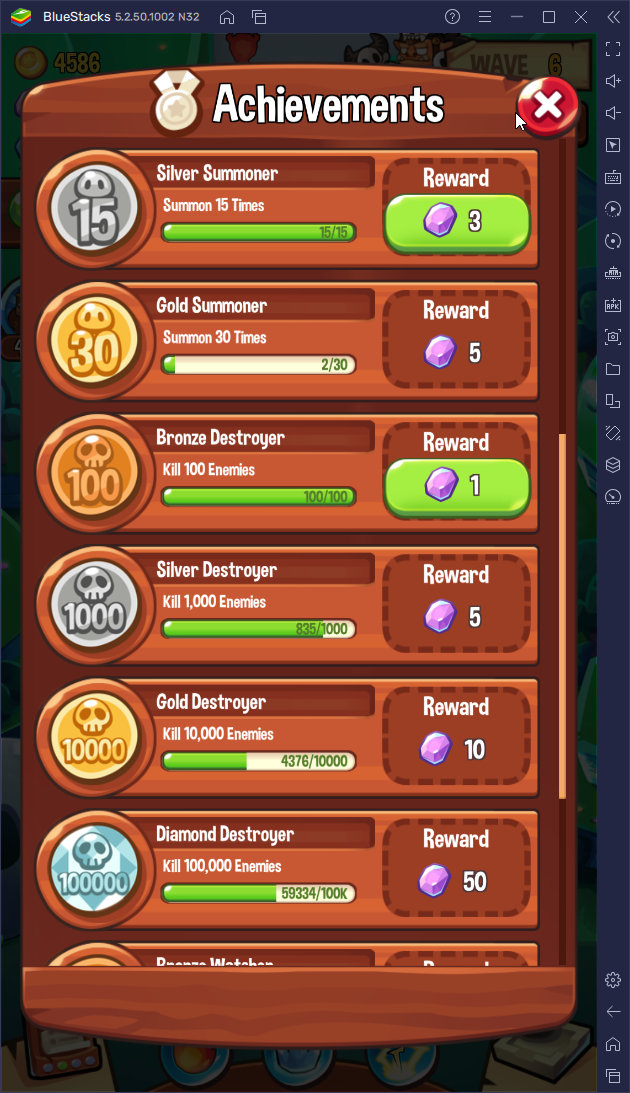 BlueStacks 5.2.50.1002 N32
4586
WAVE 6
Achievements
15
Silver Summoner
Summon 15 Times
15/15
Reward
3
30
Gold Summoner
Summon 30 Times
2/30
Reward
5
100
Bronze Destroyer
Kill 100 Enemies
100/100
Reward
1
1000
Silver Destroyer
Kill 1,000 Enemies
835/1000
Reward
5
10000
Gold Destroyer
Kill 10,000 Enemies
4376/10000
Reward
10
100000
Diamond Destroyer
Kill 100,000 Enemies
59334/100K
Reward
50
Bronze Watcher
Reward